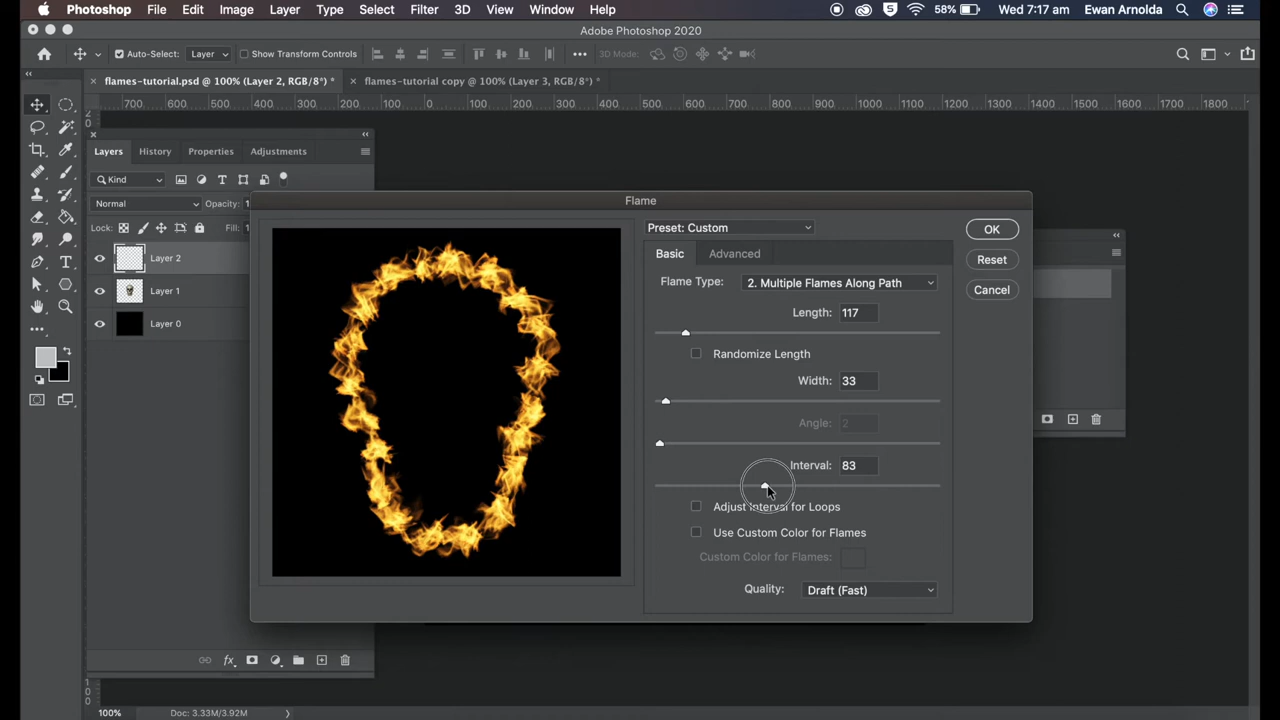 Photoshop File Edit Image Layer Type Select Filter 3D View Window Help 58% Wed 7:17 am Ewan Arnolda
Adobe Photoshop 2020
Auto-Select: Layer Show Transform Controls ••• 3D Mode:
flames-tutorial.psd @ 100% (Layer 2, RGB/8*) * flames-tutorial copy @ 100% (Layer 3, RGB/8*) *
700 600 500 400 300 200 100 0 100 200 300 400 500 600 700 800 900 1000 1100 1200 1300 1400 1500 1600 1700 1800
Layers History Properties Adjustments
Kind
Normal Opacity: 1
Lock: Fill: 1
Layer 2
Layer 1
Layer 0
Flame
Preset: Custom
Basic Advanced
Flame Type: 2. Multiple Flames Along Path
Length: 117
Randomize Length
Width: 33
Angle: 2
Interval: 83
Adjust Interval for Loops
Use Custom Color for Flames
Custom Color for Flames:
Quality: Draft (Fast)
OK
Reset
Cancel
fx
100% Doc: 3.33M/3.92M